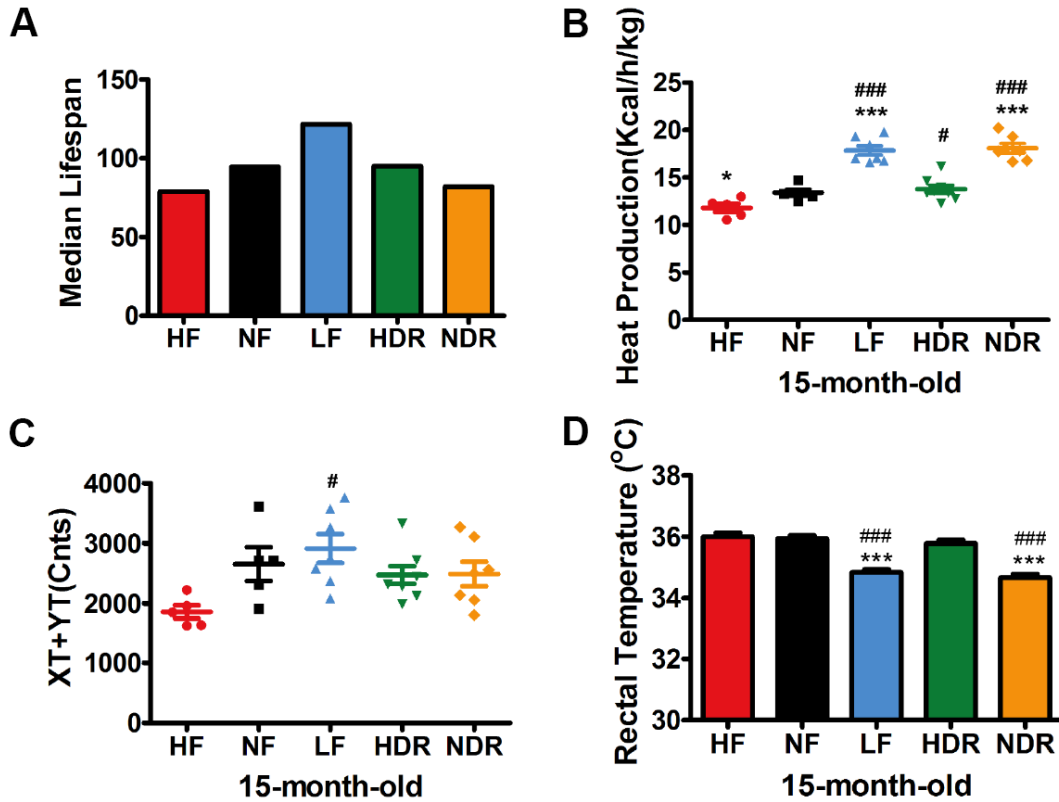 A
Median Lifespan
150
100
50
0
HF NF LF HDR NDR
B
Heat Production(Kcal/h/kg)
25
20
15
10
5
0
*
###
***
#
###
***
HF NF LF HDR NDR
15-month-old
C
XT+YT(Cnts)
4000
3000
2000
1000
0
#
HF NF LF HDR NDR
15-month-old
D
Rectal Temperature (°C)
38
36
34
32
30
###
***
###
***
HF NF LF HDR NDR
15-month-old